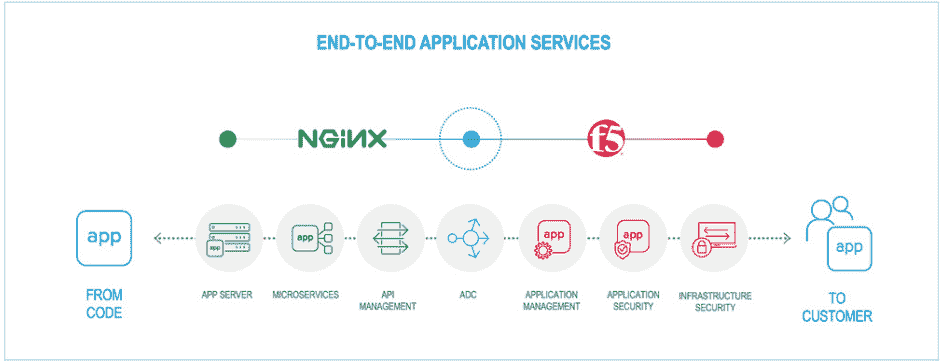 END-TO-END APPLICATION SERVICES
NGINX
f5
app
app
app
app
app
app
FROM
CODE
APP SERVER
MICROSERVICES
API
MANAGEMENT
ADC
APPLICATION
MANAGEMENT
APPLICATION
SECURITY
INFRASTRUCTURE
SECURITY
TO
CUSTOMER